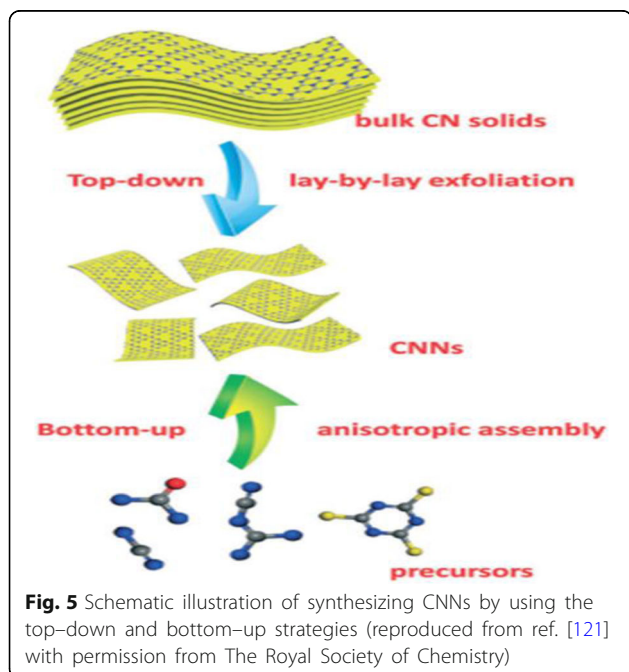 bulk CN solids
Top-down lay-by-lay exfoliation
CNNs
Bottom-up anisotropic assembly
precursors
Fig. 5 Schematic illustration of synthesizing CNNs by using the
top–down and bottom–up strategies (reproduced from ref. [121]
with permission from The Royal Society of Chemistry)